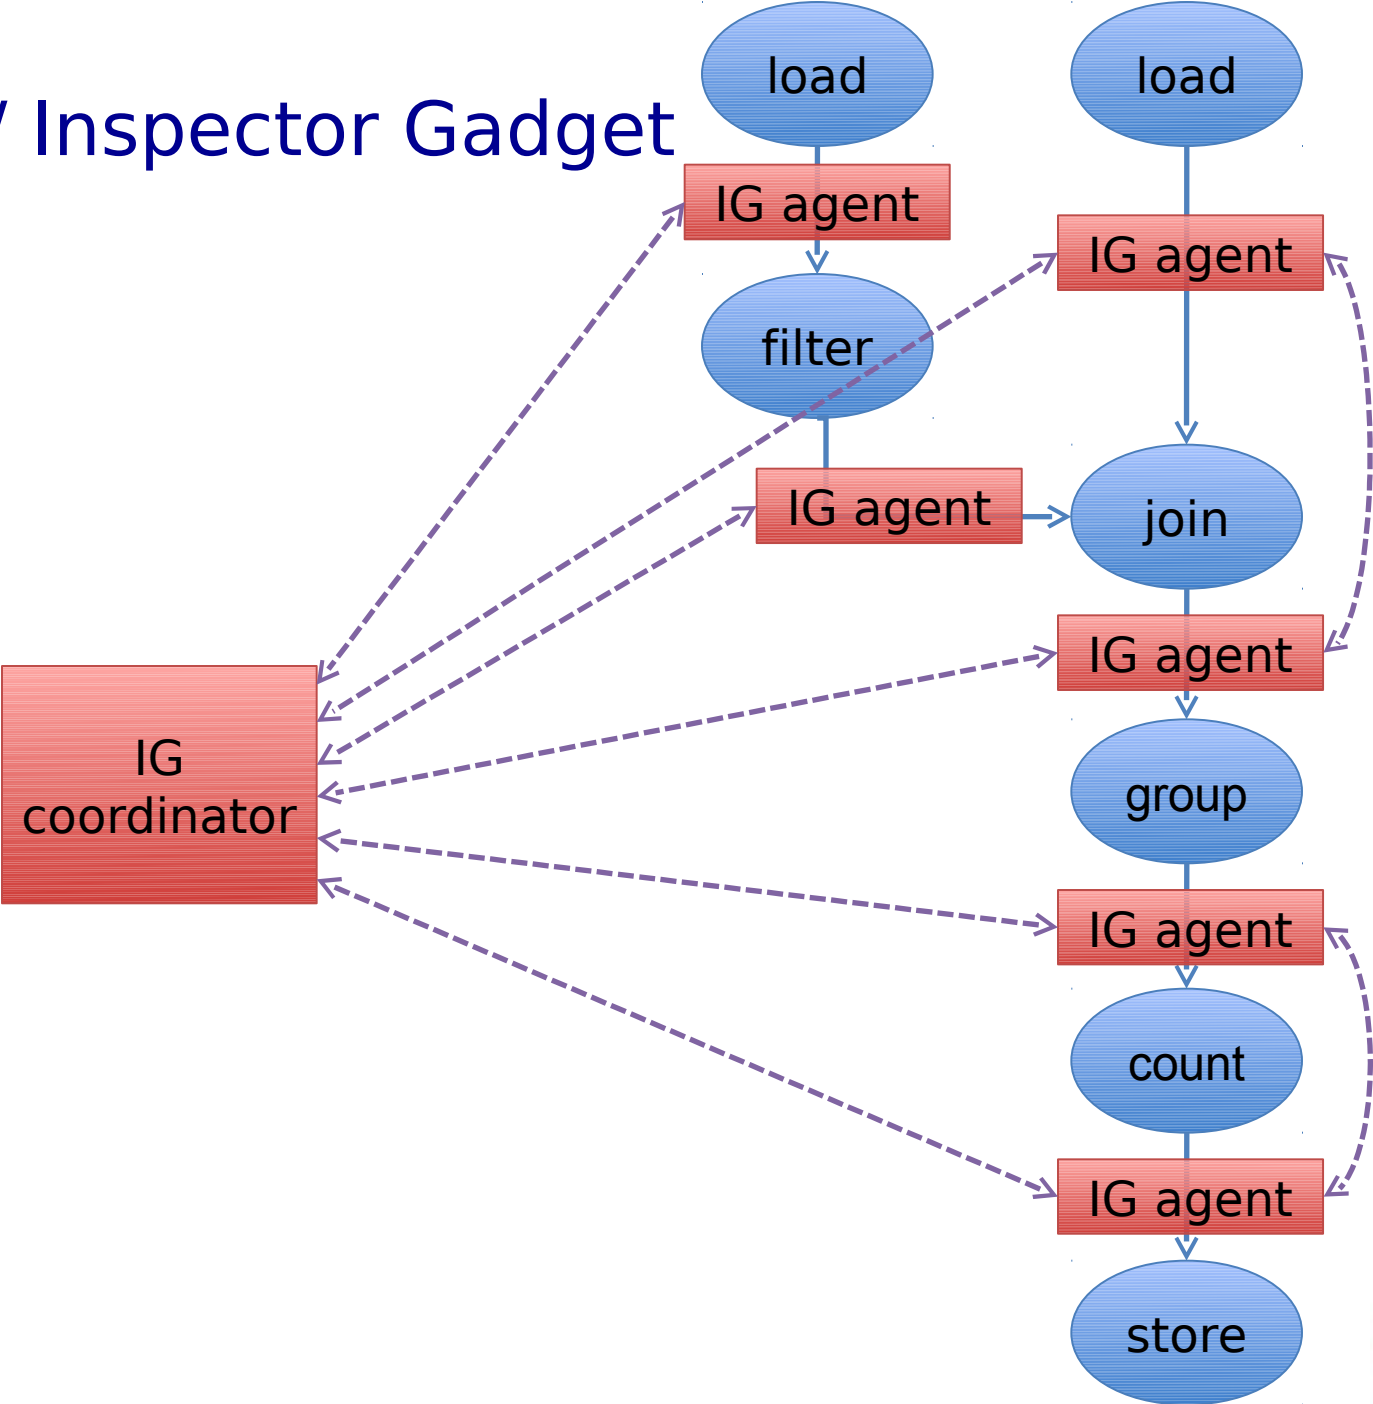 / Inspector Gadget
load
load
IG agent
IG agent
filter
IG agent
join
IG agent
IG
coordinator
group
IG agent
count
IG agent
store